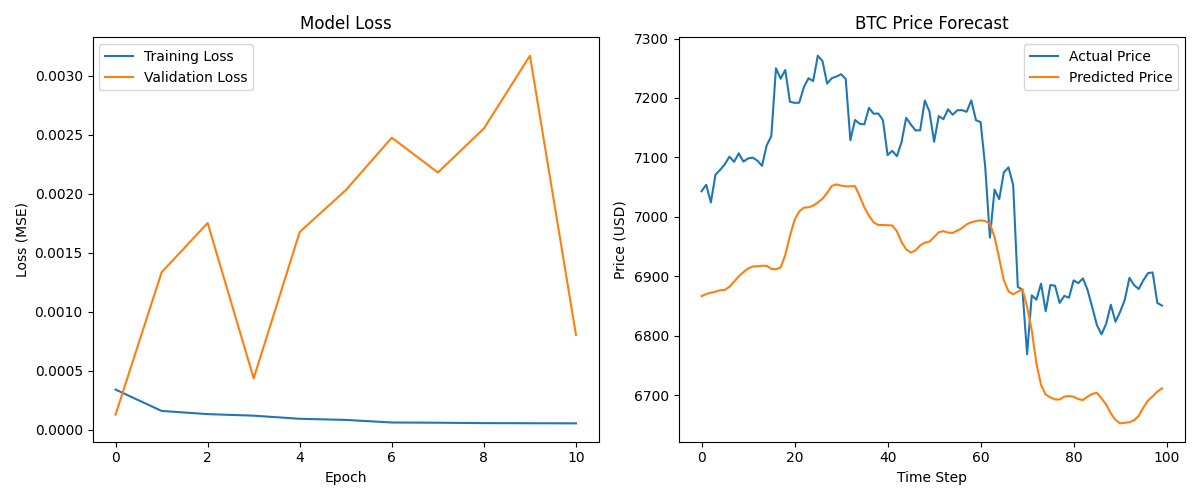 Model Loss
Training Loss
Validation Loss
0.0030
0.0025
0.0020
0.0015
0.0010
0.0005
0.0000
Loss (MSE)
0 2 4 6 8 10
Epoch
BTC Price Forecast
Actual Price
Predicted Price
7300
7200
7100
7000
6900
6800
6700
Price (USD)
0 20 40 60 80 100
Time Step